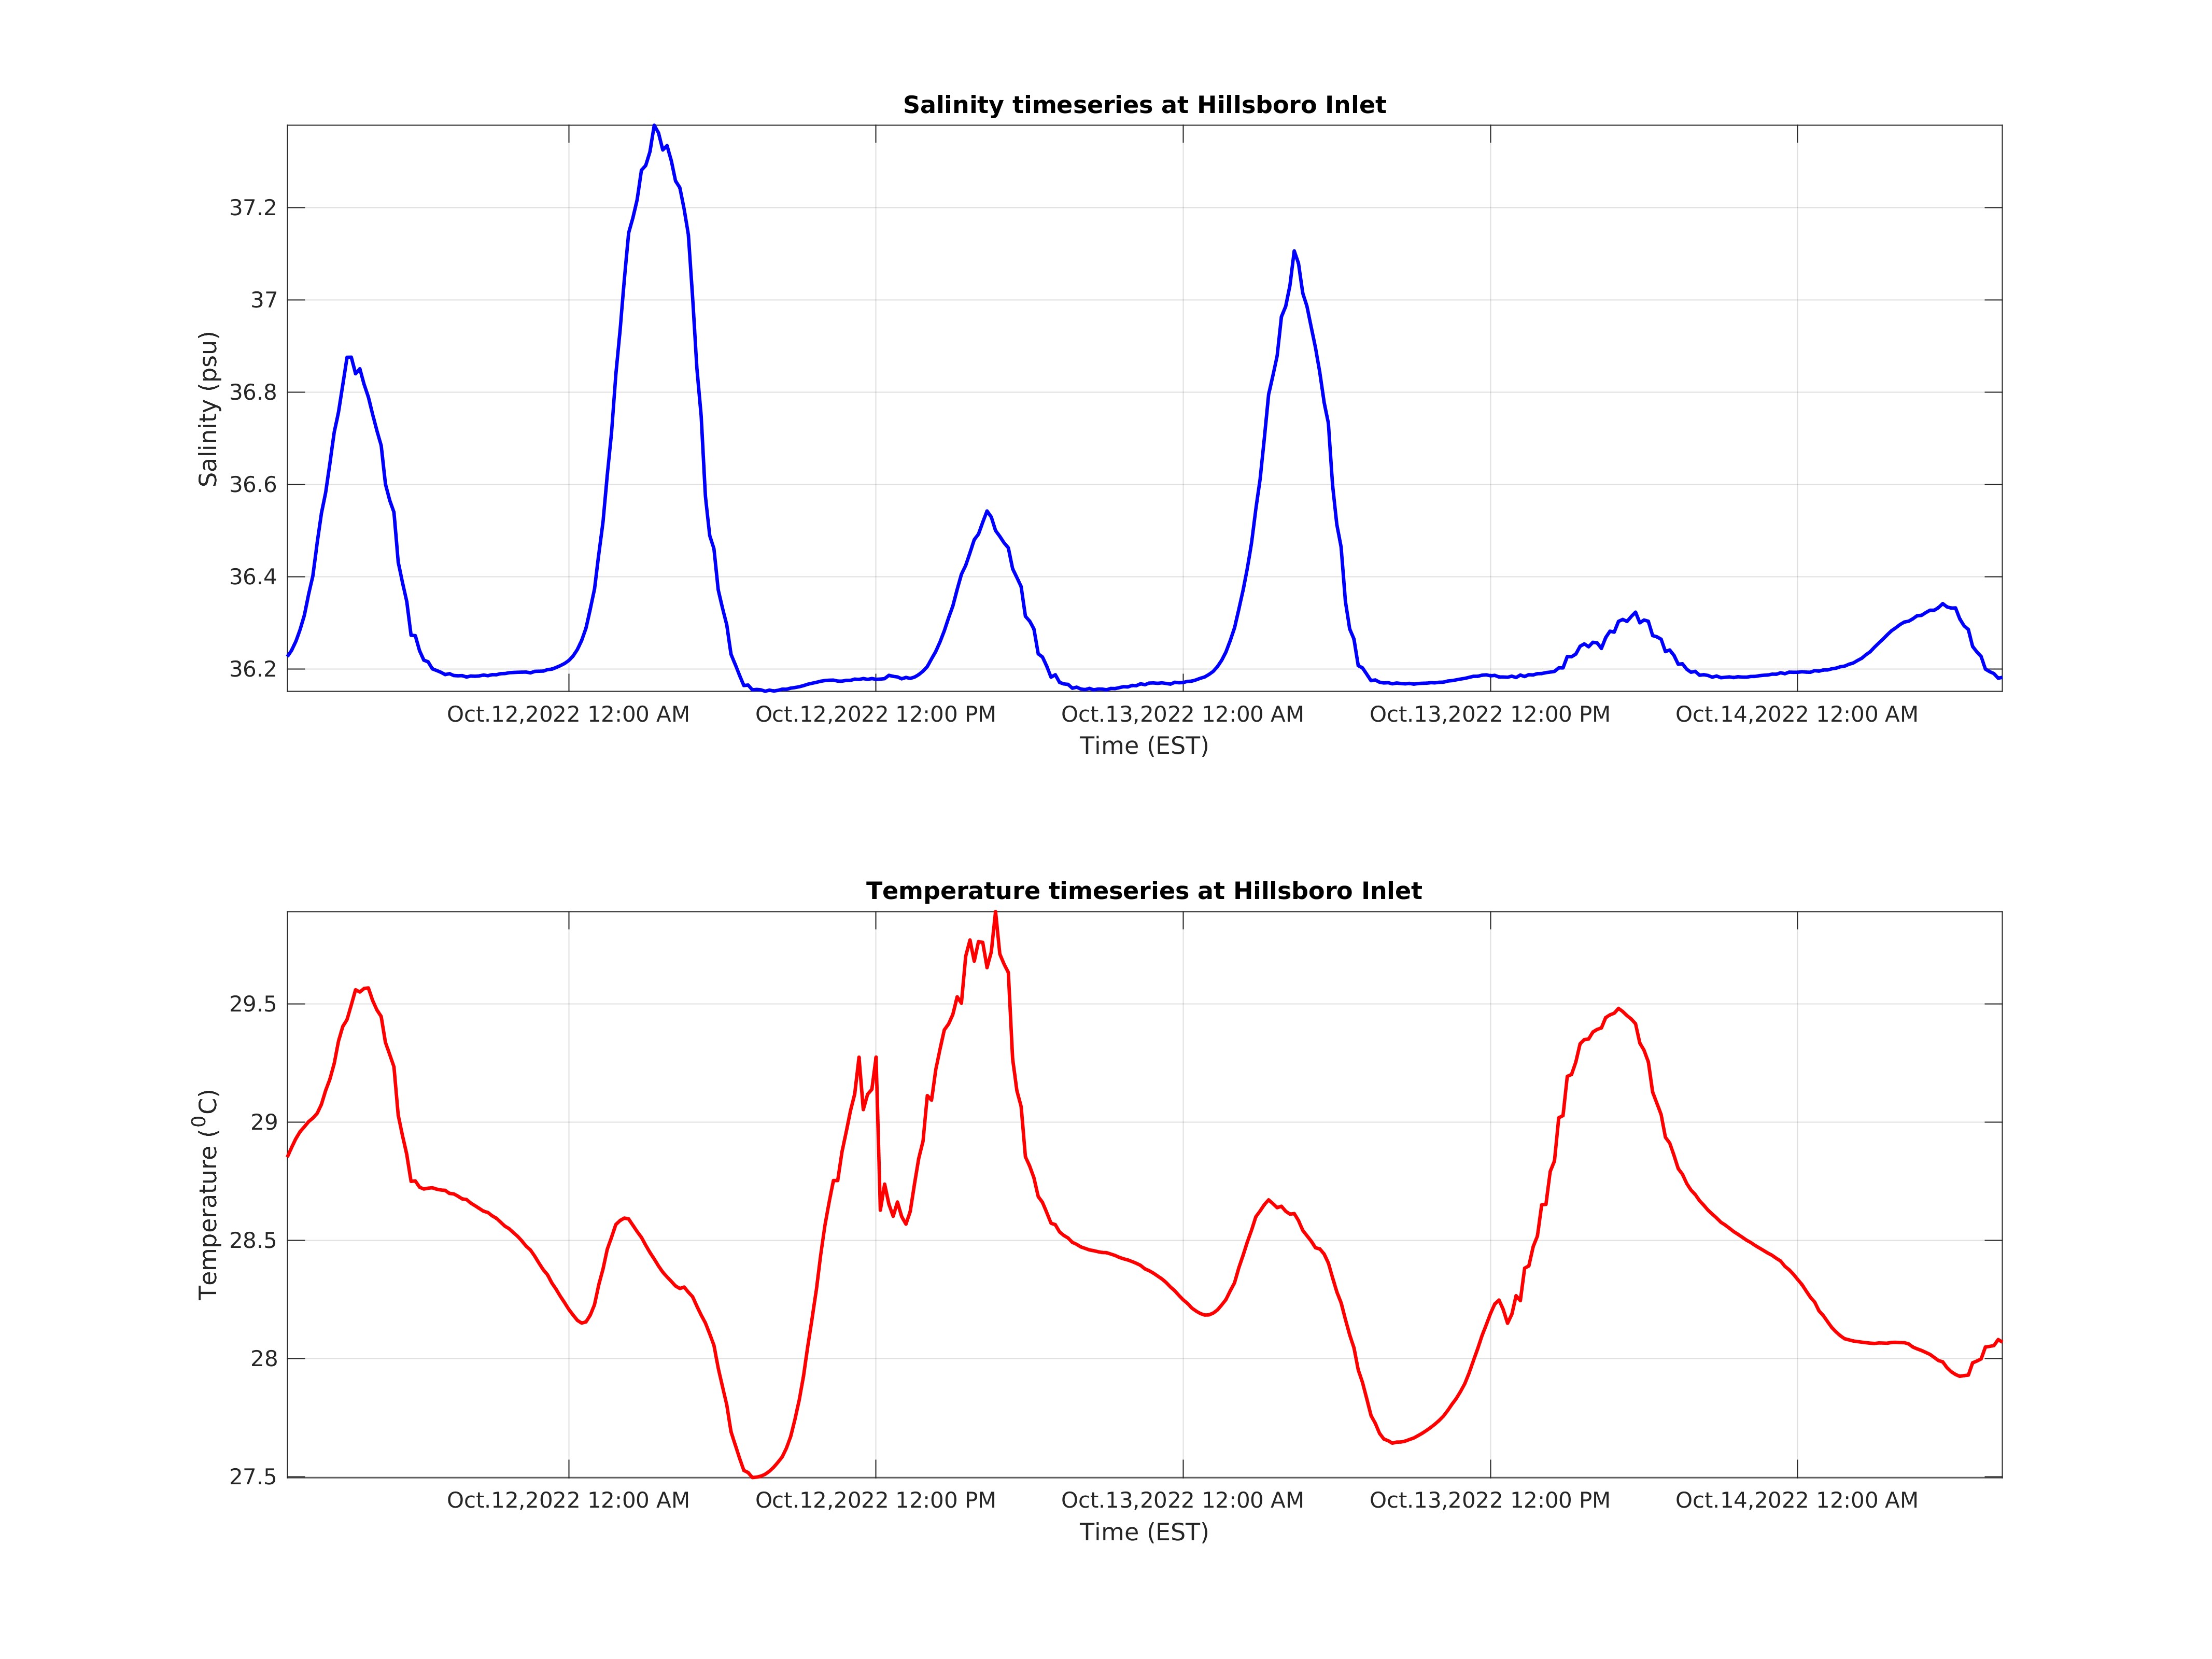 Salinity timeseries at Hillsboro Inlet
37.2
37
36.8
36.6
36.4
36.2
Salinity (psu)
Oct.12,2022 12:00 AM Oct.12,2022 12:00 PM Oct.13,2022 12:00 AM Oct.13,2022 12:00 PM Oct.14,2022 12:00 AM
Time (EST)
Temperature timeseries at Hillsboro Inlet
29.5
29
28.5
28
27.5
Temperature (⁰C)
Oct.12,2022 12:00 AM Oct.12,2022 12:00 PM Oct.13,2022 12:00 AM Oct.13,2022 12:00 PM Oct.14,2022 12:00 AM
Time (EST)